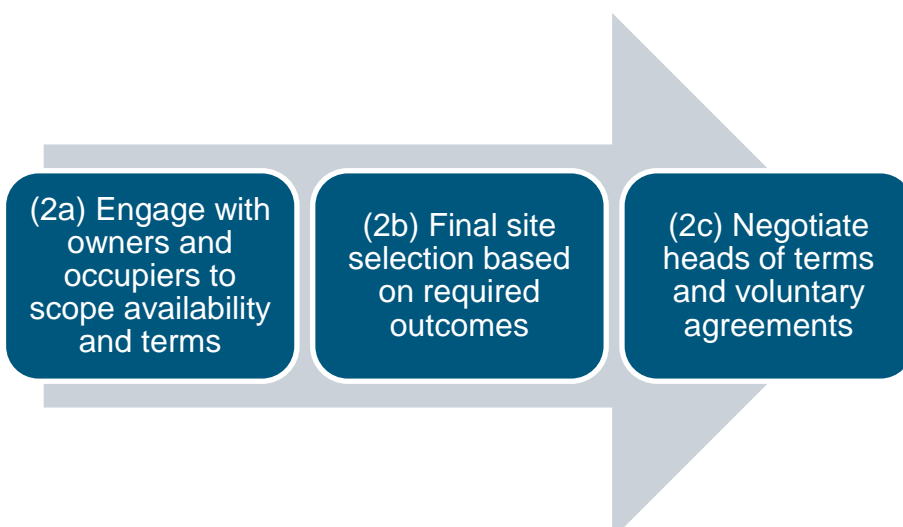 (2a) Engage with
owners and
occupiers to
scope availability
and terms
(2b) Final site
selection based
on required
outcomes
(2c) Negotiate
heads of terms
and voluntary
agreements